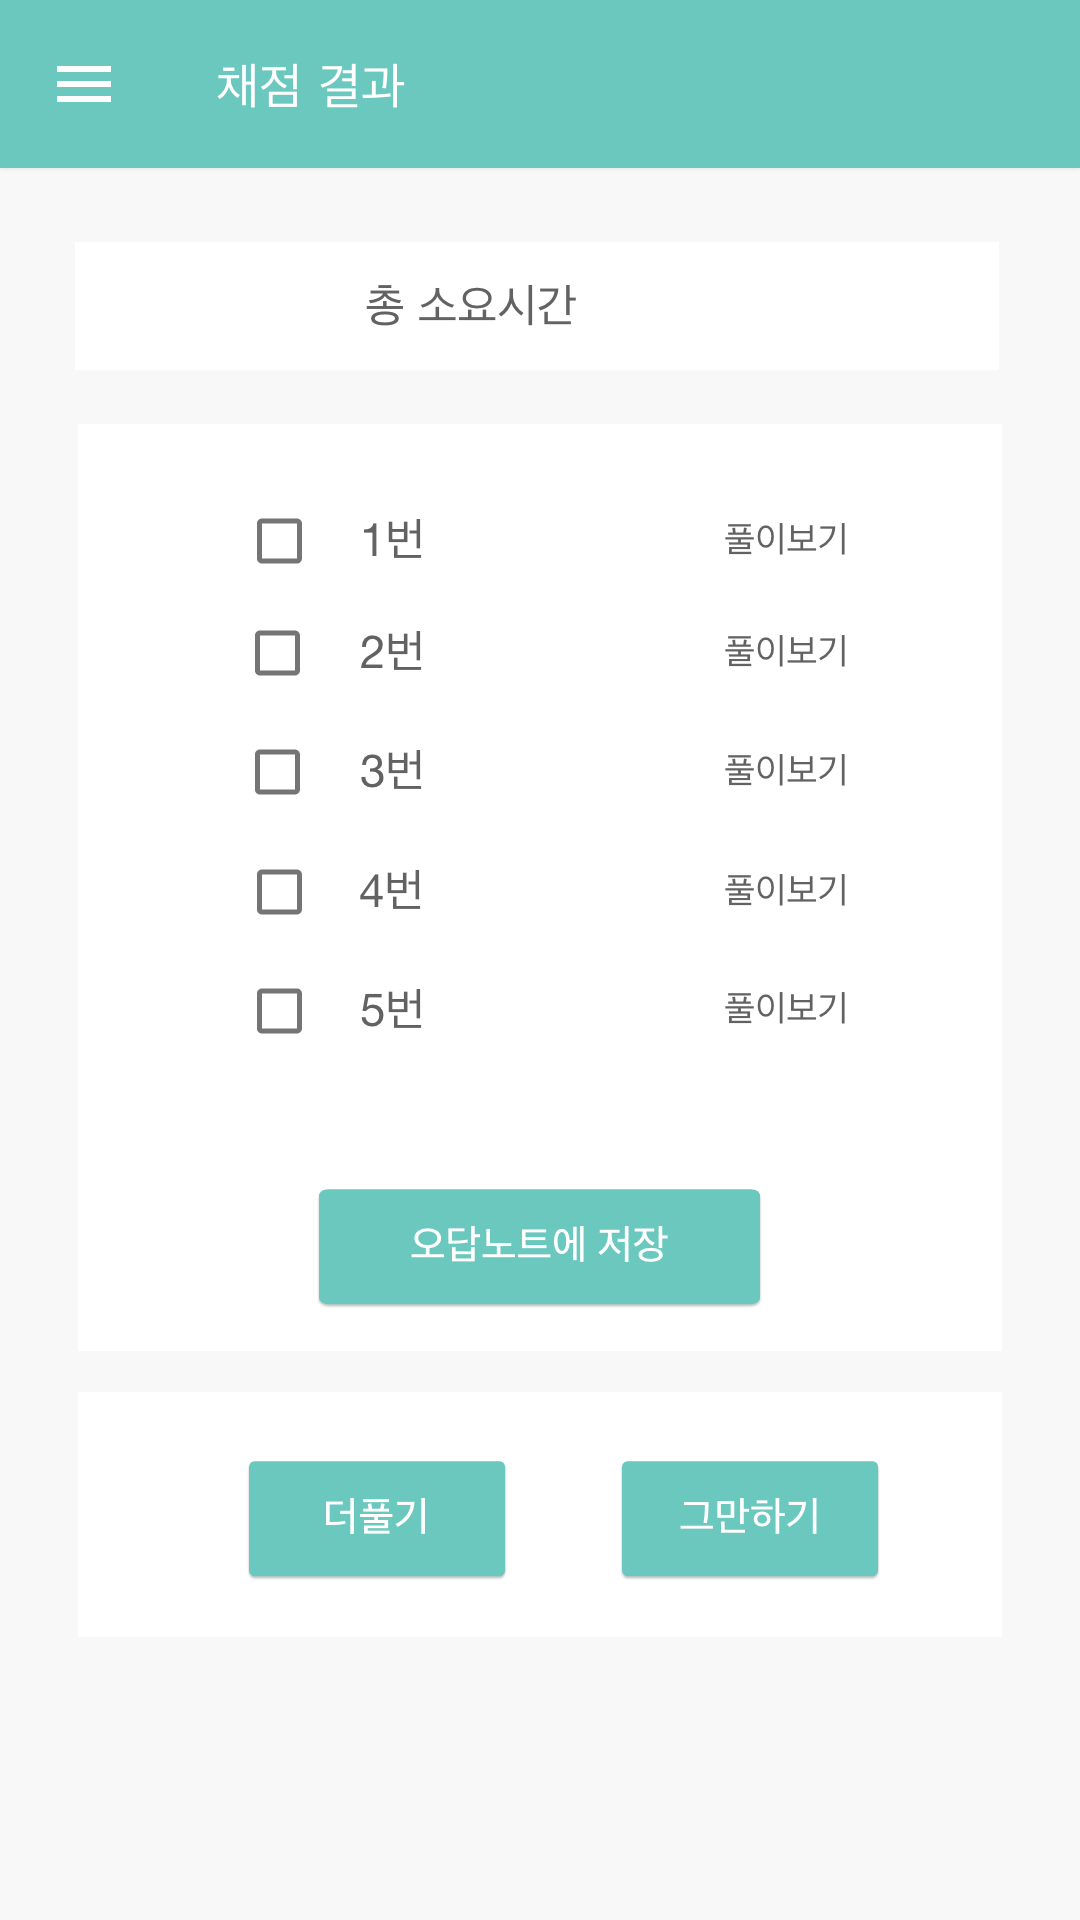 채점 결과
총 소요시간
1번 풀이보기
2번 풀이보기
3번 풀이보기
4번 풀이보기
5번 풀이보기
오답노트에 저장
더풀기 그만하기